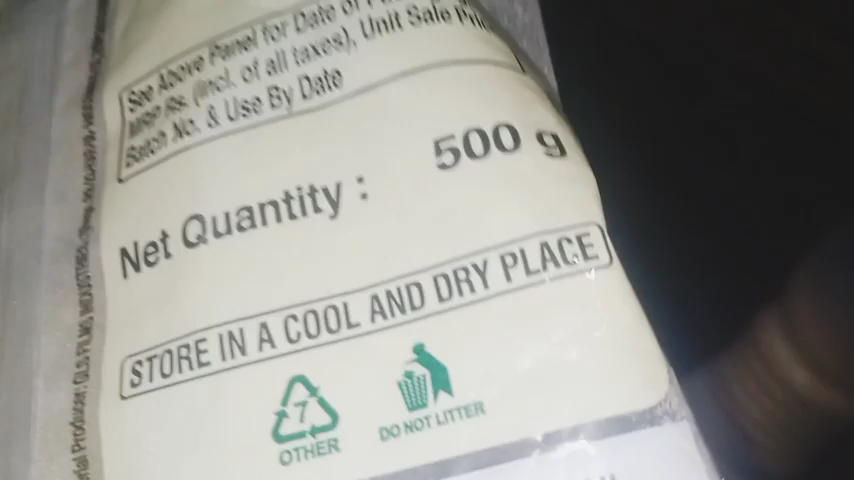 See Above Panel for Date of
MRP Rs. (incl. of all taxes), Unit Sale
Batch No. & Use By Date
Net Quantity : 500 g
STORE IN A COOL AND DRY PLACE
7
OTHER
DO NOT LITTER